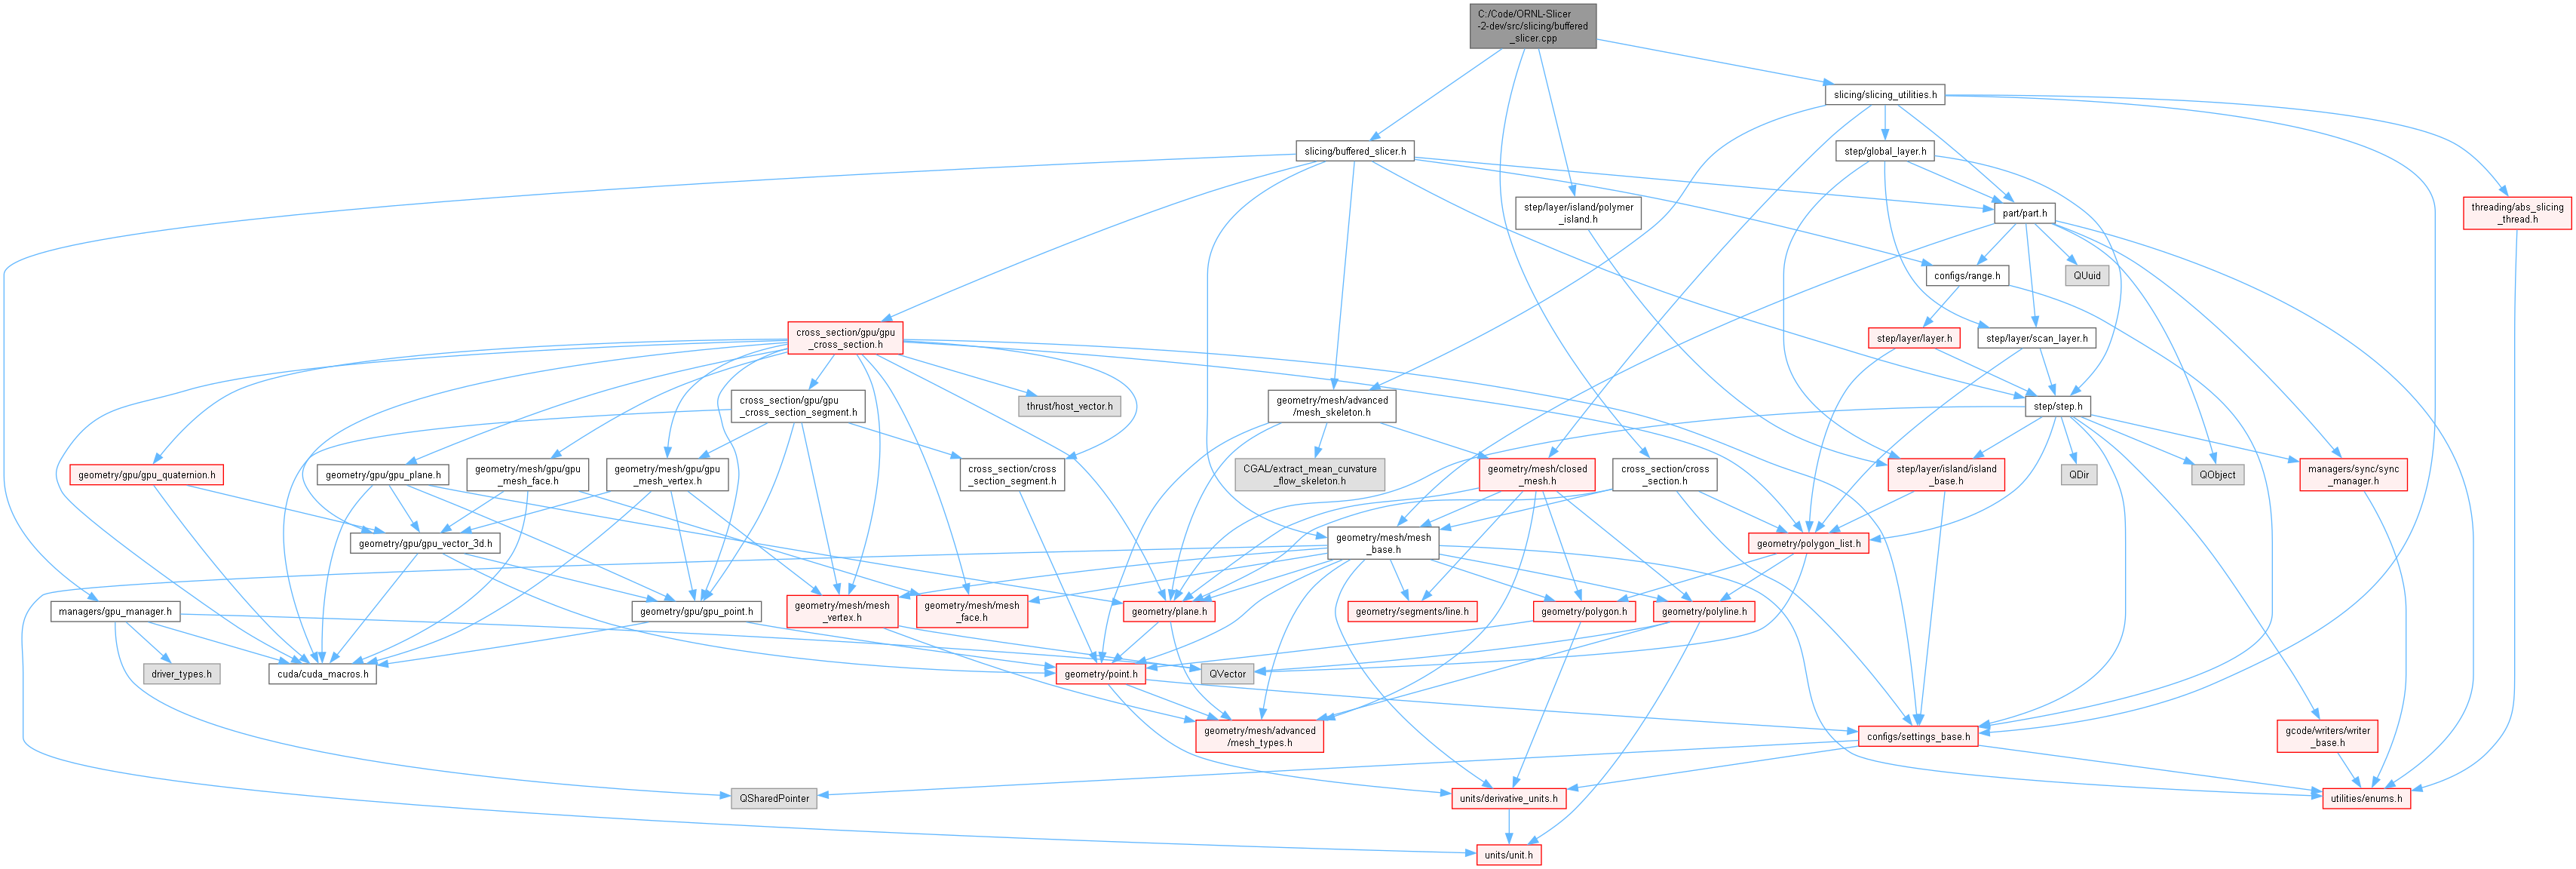 C:/Code/ORNL-Slicer
-2-dev/src/slicing/buffered
_slicer.cpp
slicing/slicing_utilities.h
slicing/buffered_slicer.h
step/global_layer.h
step/layer/island/polymer
_island.h
part/part.h
threading/abs_slicing
_thread.h
configs/range.h
QUuid
cross_section/gpu/gpu
_cross_section.h
step/layer/layer.h
step/layer/scan_layer.h
cross_section/gpu/gpu
_cross_section_segment.h
thrust/host_vector.h
geometry/mesh/advanced
/mesh_skeleton.h
step/step.h
geometry/gpu/gpu_quaternion.h
geometry/gpu/gpu_plane.h
geometry/mesh/gpu/gpu
_mesh_face.h
geometry/mesh/gpu/gpu
_mesh_vertex.h
cross_section/cross
_section_segment.h
CGAL/extract_mean_curvature
_flow_skeleton.h
geometry/mesh/closed
_mesh.h
cross_section/cross
_section.h
step/layer/island/island
_base.h
QDir
QObject
managers/sync/sync
_manager.h
geometry/gpu/gpu_vector_3d.h
geometry/mesh/mesh
_base.h
geometry/polygon_list.h
managers/gpu_manager.h
geometry/gpu/gpu_point.h
geometry/mesh/mesh
_vertex.h
geometry/mesh/mesh
_face.h
geometry/plane.h
geometry/segments/line.h
geometry/polygon.h
geometry/polyline.h
driver_types.h
cuda/cuda_macros.h
geometry/point.h
QVector
geometry/mesh/advanced
/mesh_types.h
configs/settings_base.h
gcode/writers/writer
_base.h
QSharedPointer
units/derivative_units.h
utilities/enums.h
units/unit.h